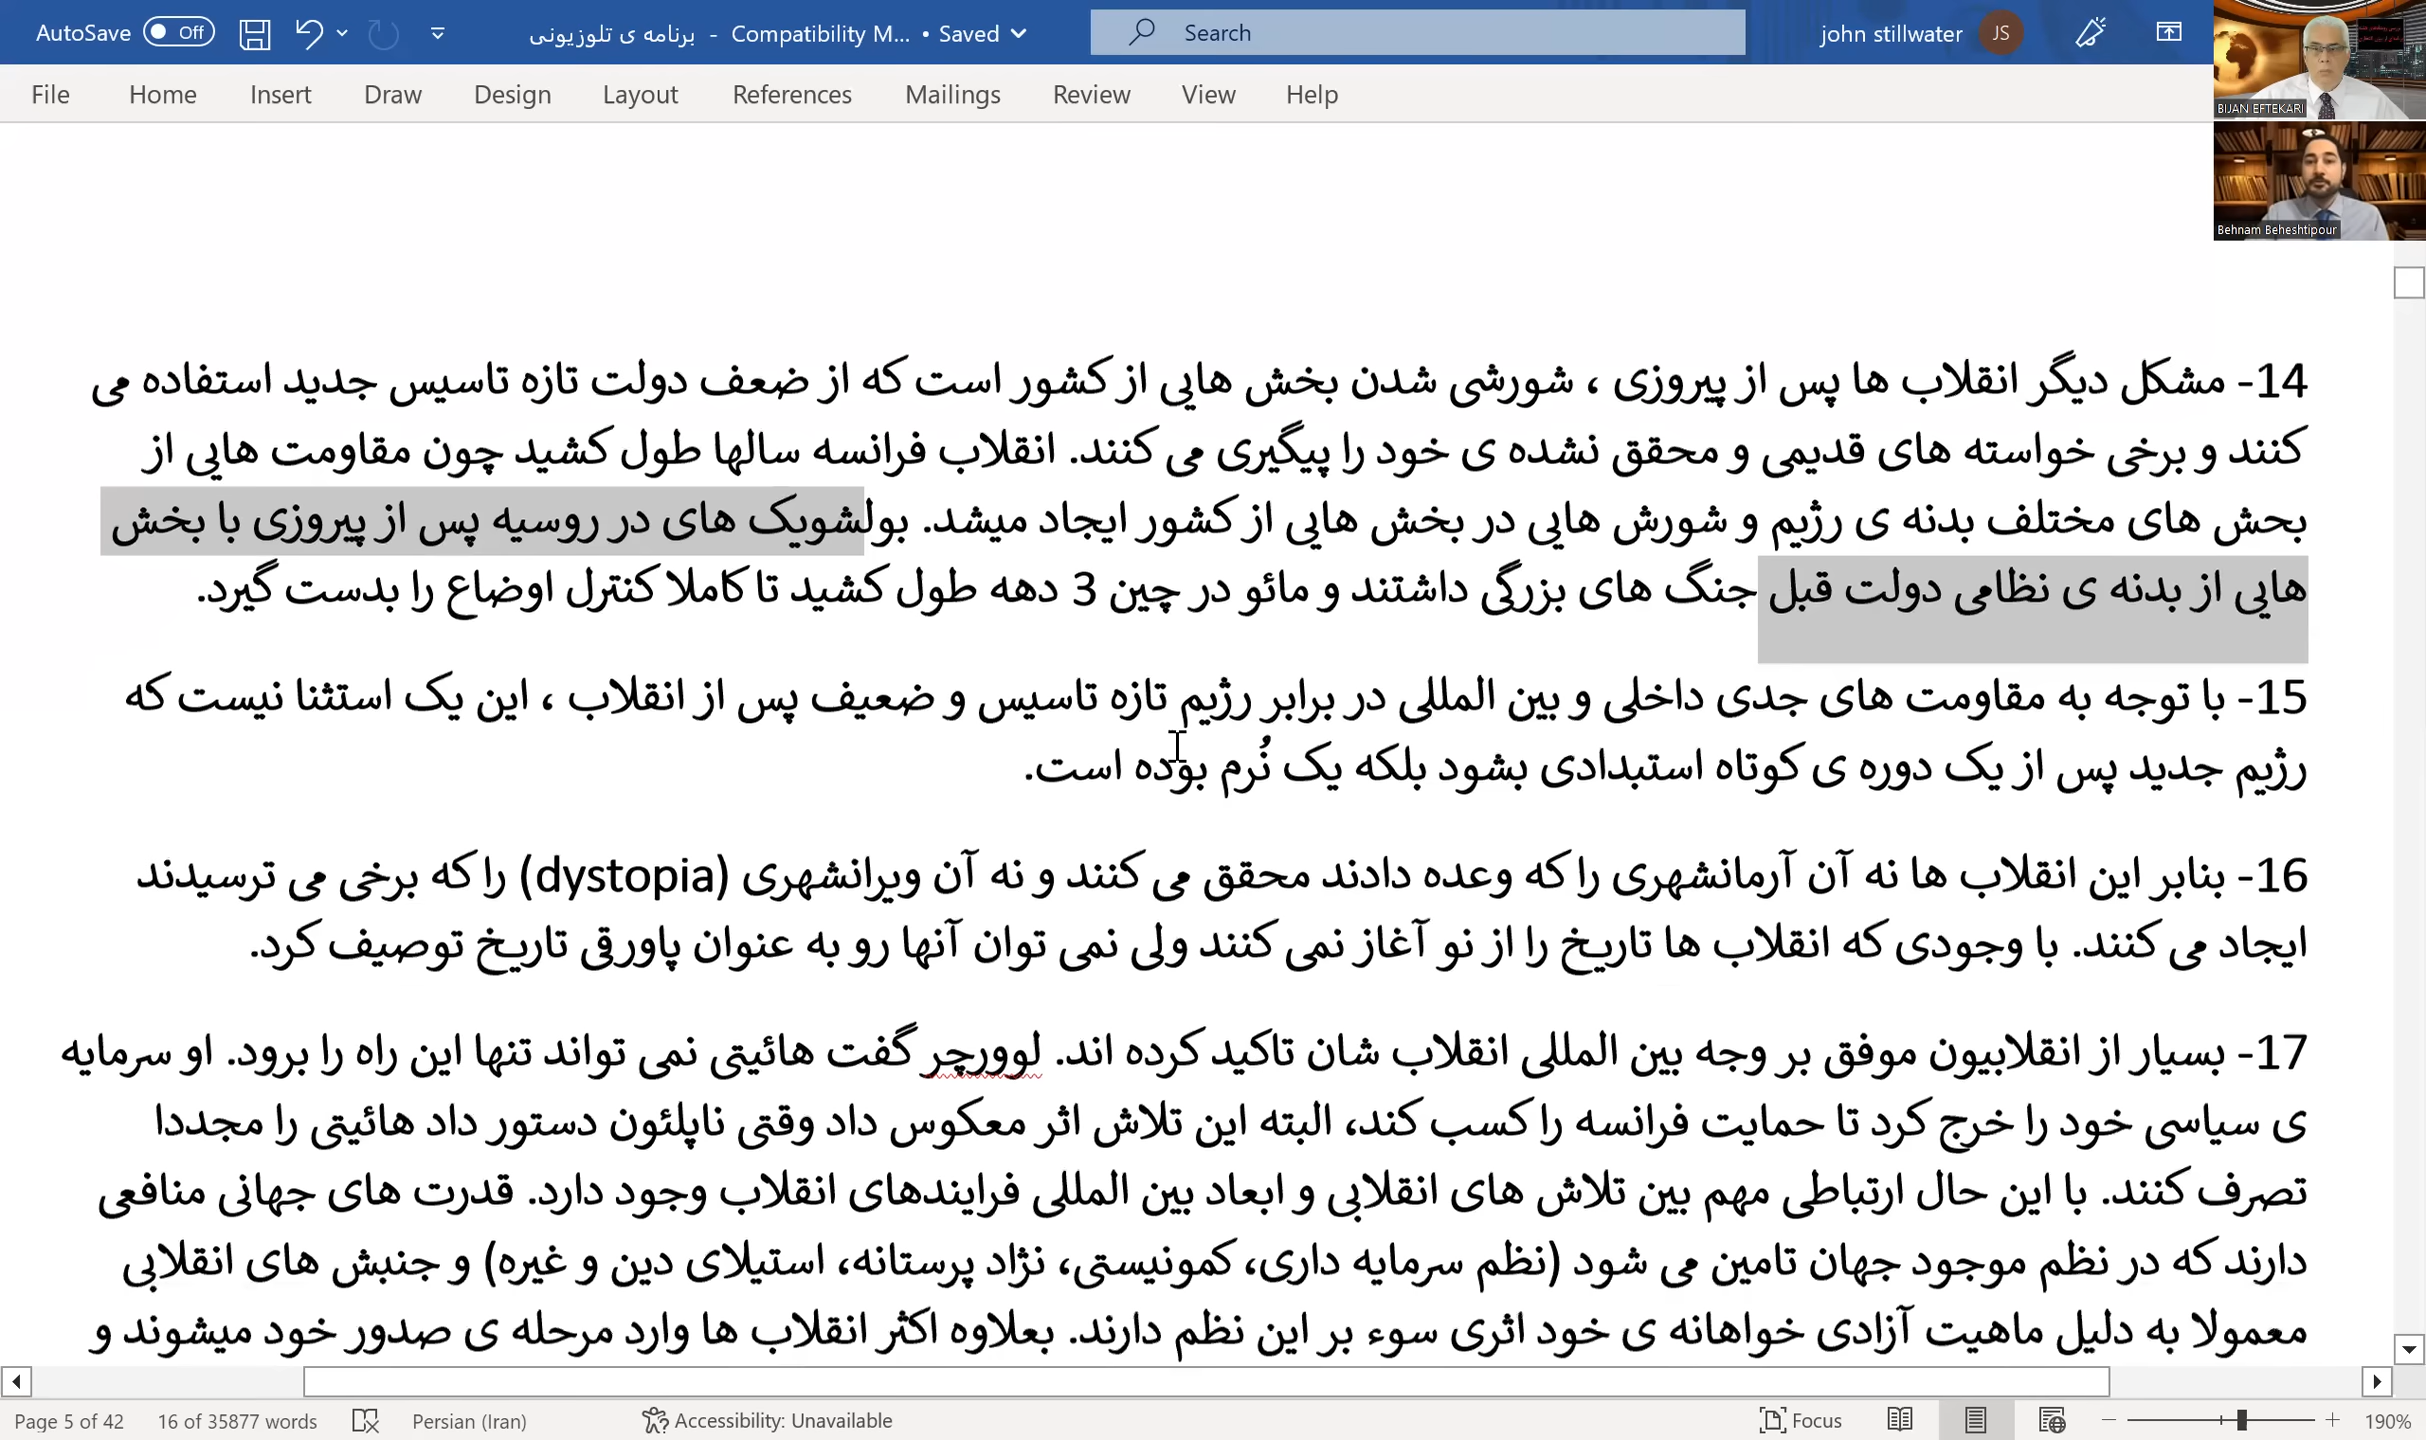 AutoSave Off برنامه ی تلوزیونی - Compatibility M... • Saved Search john stillwater JS
File Home Insert Draw Design Layout References Mailings Review View Help
BIJAN EFTEKARI
Behnam Beheshtipour
14- مشکل دیگر انقلاب ها پس از پیروزی ، شورشی شدن بخش هایی از کشور است که از ضعف دولت تازه تاسیس جدید استفاده می
کنند و برخی خواسته های قدیمی و محقق نشده ی خود را پیگیری می کنند. انقلاب فرانسه سالها طول کشید چون مقاومت هایی از
بحش های مختلف بدنه ی رژیم و شورش هایی در بخش هایی از کشور ایجاد میشد. بولشویک های در روسیه پس از پیروزی با بخش
هایی از بدنه ی نظامی دولت قبل جنگ های بزرگی داشتند و مائو در چین 3 دهه طول کشید تا کاملا کنترل اوضاع را بدست گیرد.
15- با توجه به مقاومت های جدی داخلی و بین المللی در برابر رژیم تازه تاسیس و ضعیف پس از انقلاب ، این یک استثنا نیست که
رژیم جدید پس از یک دوره ی کوتاه استبدادی بشود بلکه یک نُرم بوده است.
16- بنابر این انقلاب ها نه آن آرمانشهری را که وعده دادند محقق می کنند و نه آن ویرانشهری (dystopia) را که برخی می ترسیدند
ایجاد می کنند. با وجودی که انقلاب ها تاریخ را از نو آغاز نمی کنند ولی نمی توان آنها رو به عنوان پاورقی تاریخ توصیف کرد.
17- بسیار از انقلابیون موفق بر وجه بین المللی انقلاب شان تاکید کرده اند. لوورچر گفت هائیتی نمی تواند تنها این راه را برود. او سرمایه
ی سیاسی خود را خرج کرد تا حمایت فرانسه را کسب کند، البته این تلاش اثر معکوس داد وقتی ناپلئون دستور داد هائیتی را مجددا
تصرف کنند. با این حال ارتباطی مهم بین تلاش های انقلابی و ابعاد بین المللی فرایندهای انقلاب وجود دارد. قدرت های جهانی منافعی
دارند که در نظم موجود جهان تامین می شود (نظم سرمایه داری، کمونیستی، نژاد پرستانه، استیلای دین و غیره) و جنبش های انقلابی
معمولا به دلیل ماهیت آزادی خواهانه ی خود اثری سوء بر این نظم دارند. بعلاوه اکثر انقلاب ها وارد مرحله ی صدور خود میشوند و
Page 5 of 42 16 of 35877 words Persian (Iran) Accessibility: Unavailable Focus 190%